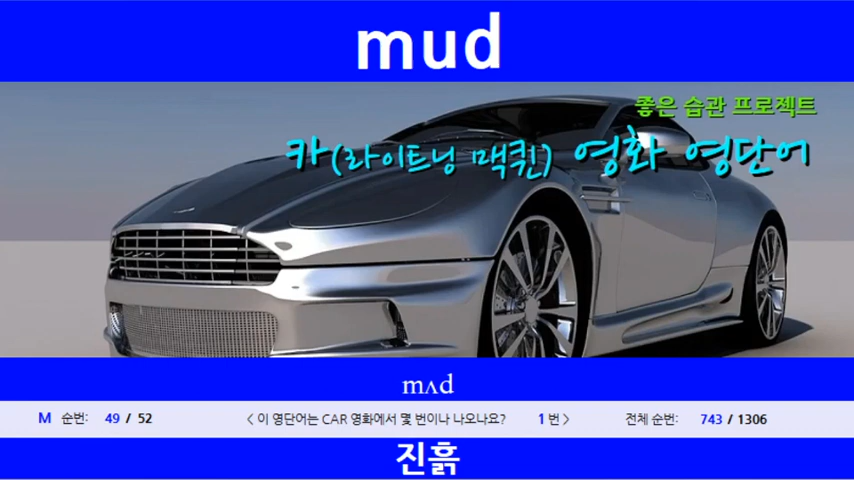 mud
좋은 습관 프로젝트
카(라이트닝 맥퀸) 영화 영단어
mʌd
M 순번: 49 / 52 < 이 영단어는 CAR 영화에서 몇 번이나 나오나요? 1 번 > 전체 순번: 743 / 1306
진흙